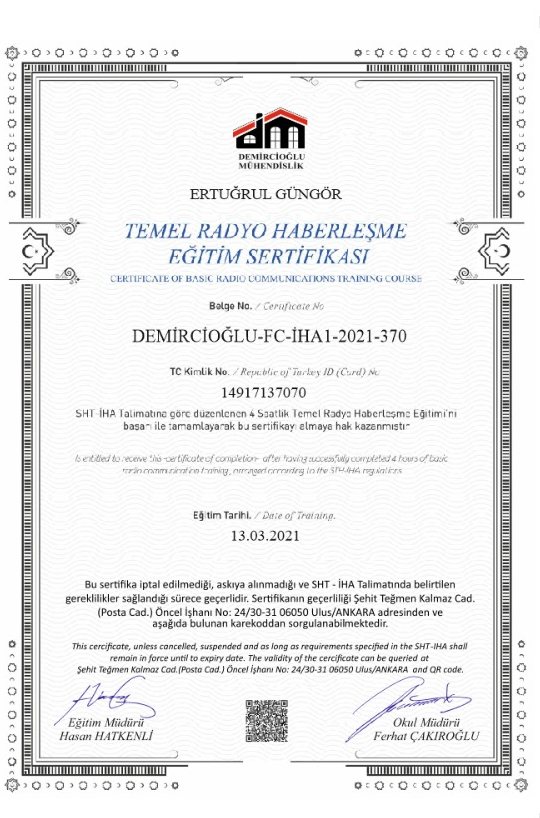 DEMİRCİOĞLU
MÜHENDİSLİK
ERTUĞRUL GÜNGÖR
TEMEL RADYO HABERLEŞME
EĞİTİM SERTİFİKASI
CERTIFICATE OF BASIC RADIO COMMUNICATIONS TRAINING COURSE
Belge No. / Certificate No
DEMİRCİOĞLU-FC-İHA1-2021-370
TC Kimlik No. / Republic of Turkey ID (Card) No
14917137070
SHT-İHA Talimatına göre düzenlenen 4 Saatlik Temel Radyo Haberleşme Eğitimi'ni
başarı ile tamamlayarak bu sertifikayı almaya hak kazanmıştır
Is entitled to receive this -certificate of completion- after having successfully completed 4 hours of basic
radio communication training, arranged according to the STH-IHA regulations
Eğitim Tarihi. / Date of Training.
13.03.2021
Bu sertifika iptal edilmediği, askıya alınmadığı ve SHT - İHA Talimatında belirtilen
gereklilikler sağlandığı sürece geçerlidir. Sertifikanın geçerliliği Şehit Teğmen Kalmaz Cad.
(Posta Cad.) Öncel İşhanı No: 24/30-31 06050 Ulus/ANKARA adresinden ve
aşağıda bulunan karekoddan sorgulanabilmektedir.
This cercificate, unless cancelled, suspended and as long as requirements specified in the SHT-IHA shall
remain in force until to expiry date. The validity of the cercificate can be queried at
Şehit Teğmen Kalmaz Cad.(Posta Cad.) Öncel İşhanı No: 24/30-31 06050 Ulus/ANKARA and QR code.
Eğitim Müdürü
Hasan HATKENLİ
Okul Müdürü
Ferhat ÇAKIROĞLU